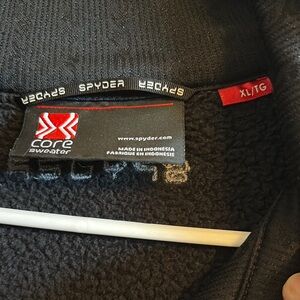 SPYDER SPYDER SPYDER
XL/TG
core
sweater
www.spyder.com
MADE IN INDONESIA
FABRIQUE EN INDONESIE